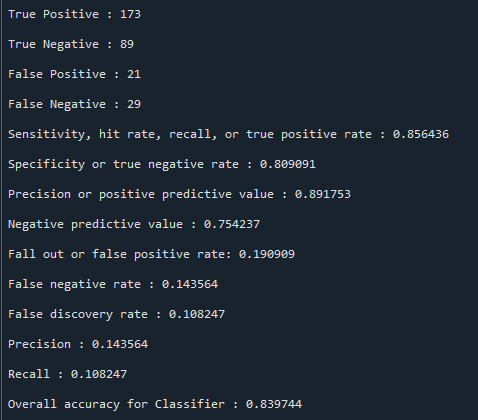 True Positive : 173
True Negative : 89
False Positive : 21
False Negative : 29
Sensitivity, hit rate, recall, or true positive rate : 0.856436
Specificity or true negative rate : 0.809091
Precision or positive predictive value : 0.891753
Negative predictive value : 0.754237
Fall out or false positive rate: 0.190909
False negative rate : 0.143564
False discovery rate : 0.108247
Precision : 0.143564
Recall : 0.108247
Overall accuracy for Classifier : 0.839744